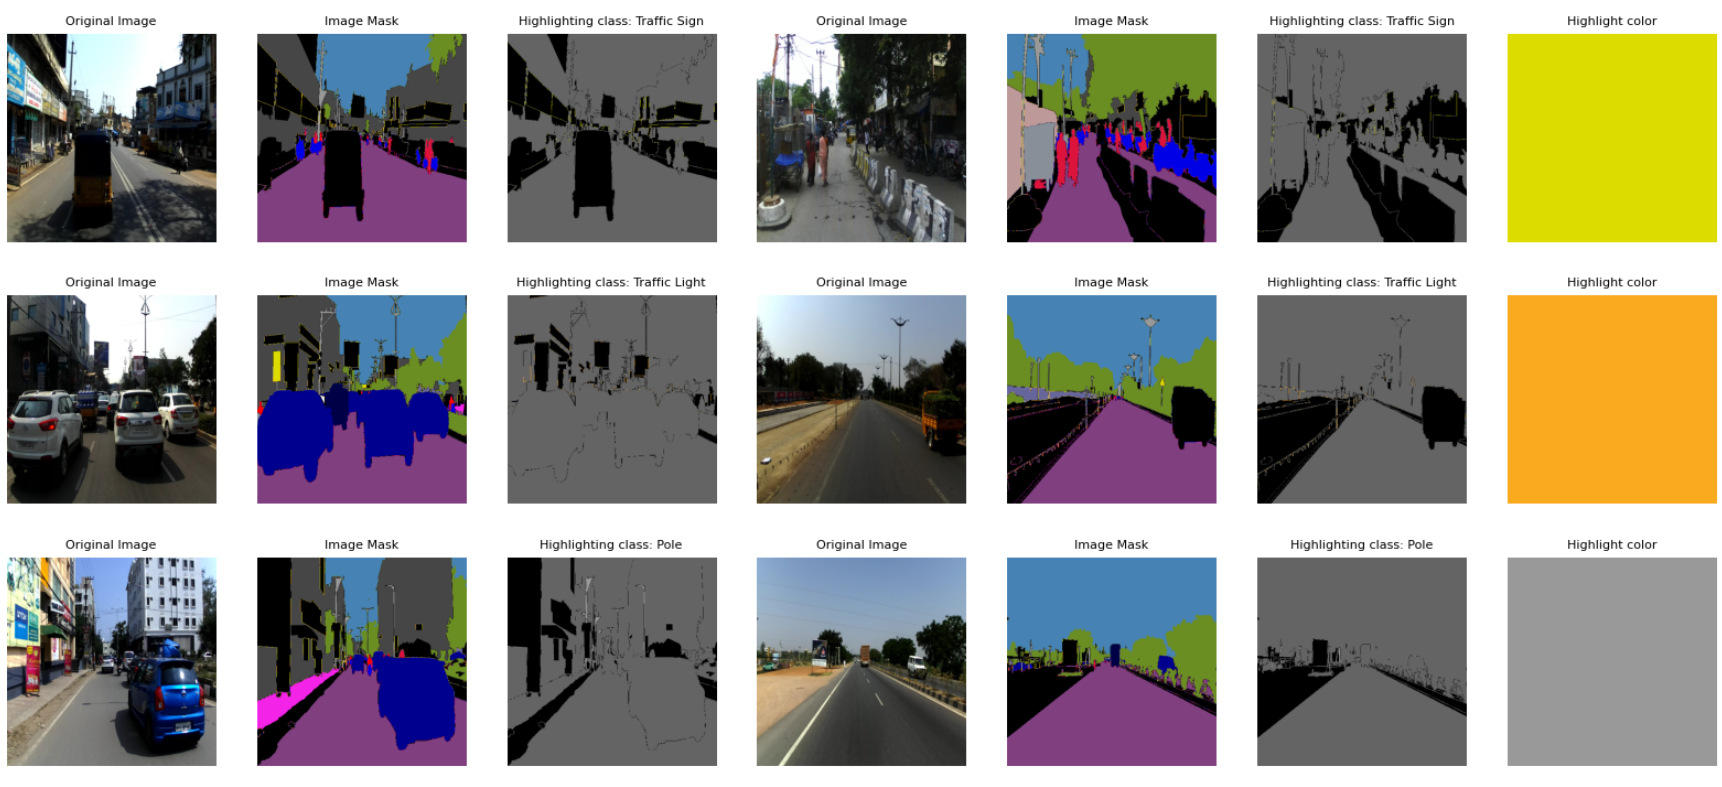 Original Image Image Mask Highlighting class: Traffic Sign Original Image Image Mask Highlighting class: Traffic Sign Highlight color
Original Image Image Mask Highlighting class: Traffic Light Original Image Image Mask Highlighting class: Traffic Light Highlight color
Original Image Image Mask Highlighting class: Pole Original Image Image Mask Highlighting class: Pole Highlight color